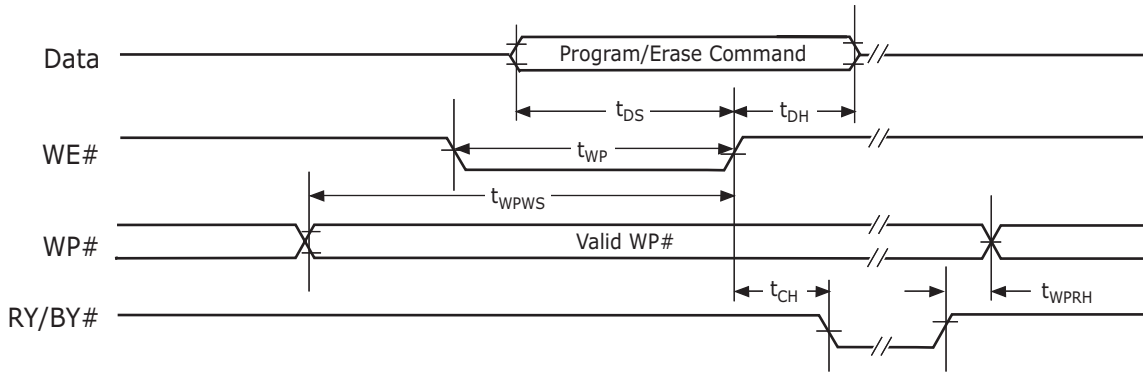 Data
Program/Erase Command
tDS
tDH
WE#
tWP
tWPWS
WP#
Valid WP#
tCH
tWPRH
RY/BY#